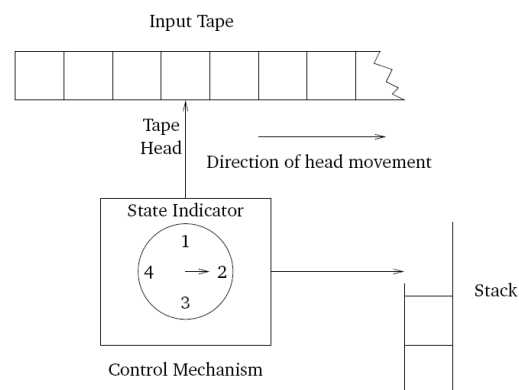 Input Tape
Tape
Head
Direction of head movement
State Indicator
1
4 2
3
Stack
Control Mechanism